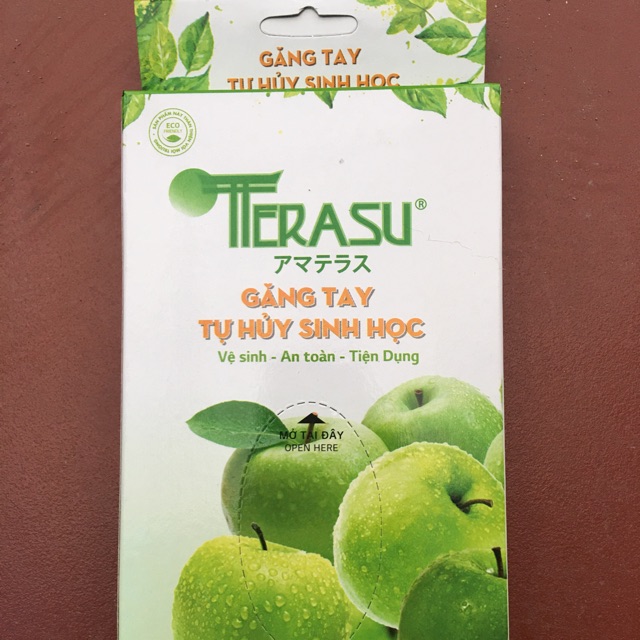 GĂNG TAY
TỰ HỦY SINH HỌC
ECO
TERASU®
アマテラス
GĂNG TAY
TỰ HỦY SINH HỌC
Vệ sinh - An toàn - Tiện Dụng
MỞ TẠI ĐÂY
OPEN HERE